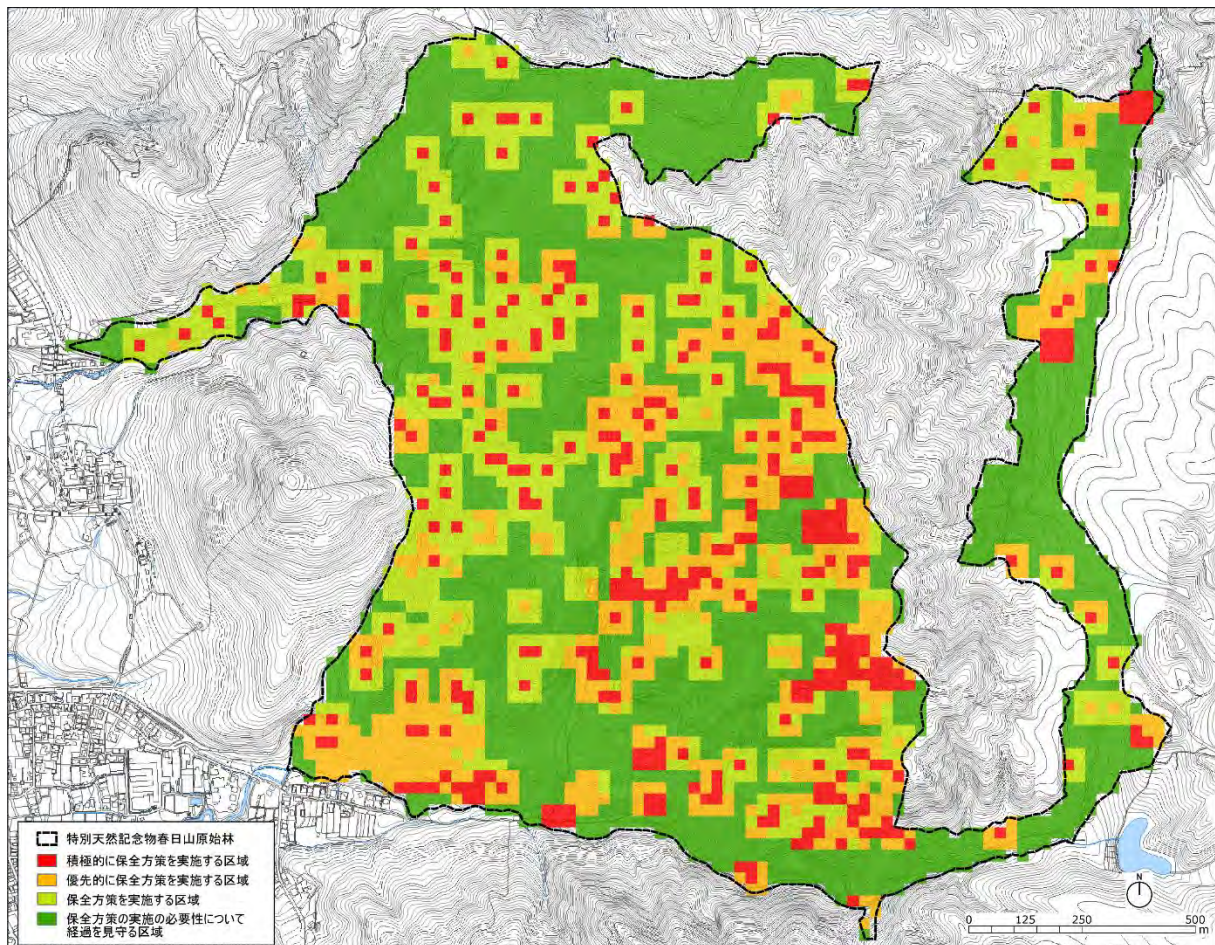 N
0 125 250 500
m
特別天然記念物春日山原始林
積極的に保全方策を実施する区域
優先的に保全方策を実施する区域
保全方策を実施する区域
保全方策の実施の必要性について
経過を見守る区域